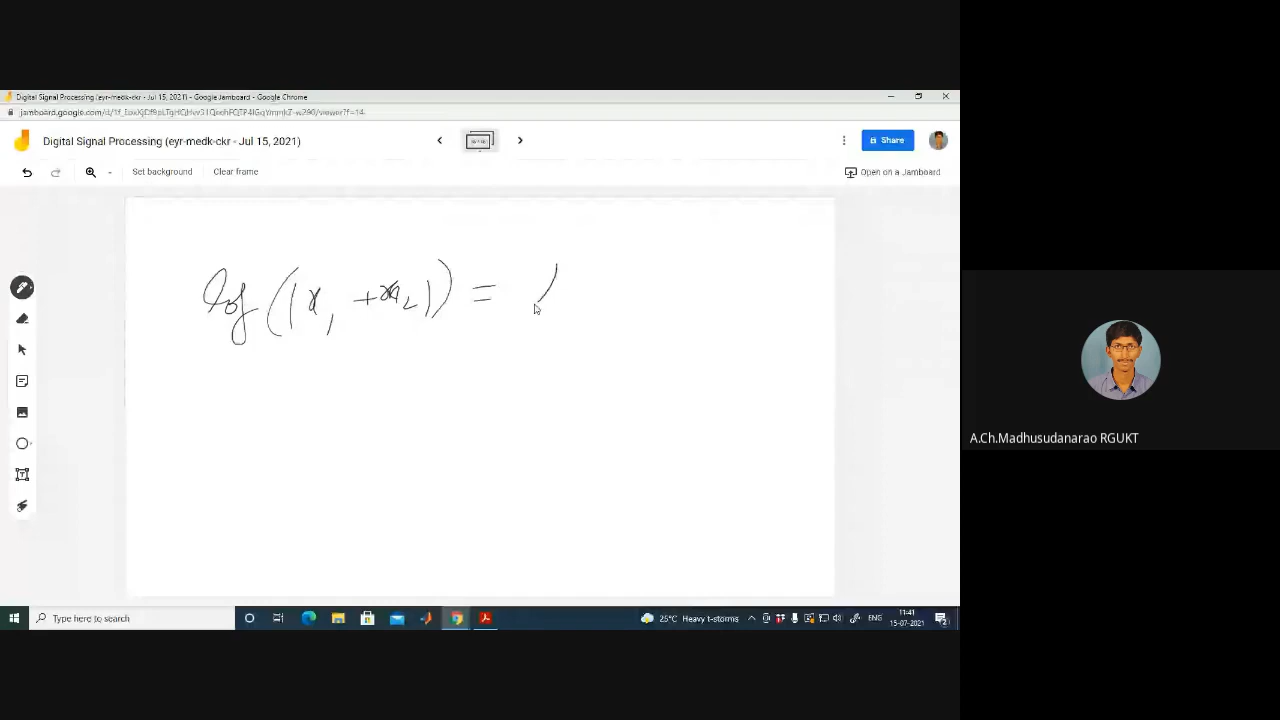 Digital Signal Processing (eyr-medk-ckr - Jul 15, 2021) - Google Jamboard - Google Chrome
Digital Signal Processing (eyr-medk-ckr - Jul 15, 2021)
Share
Set background
Clear frame
Open on a Jamboard
log(|x₁ + x₂|) =
A.Ch.Madhusudanarao RGUKT
Type here to search
25°C Heavy t-storms
ENG
11:41
15-07-2021